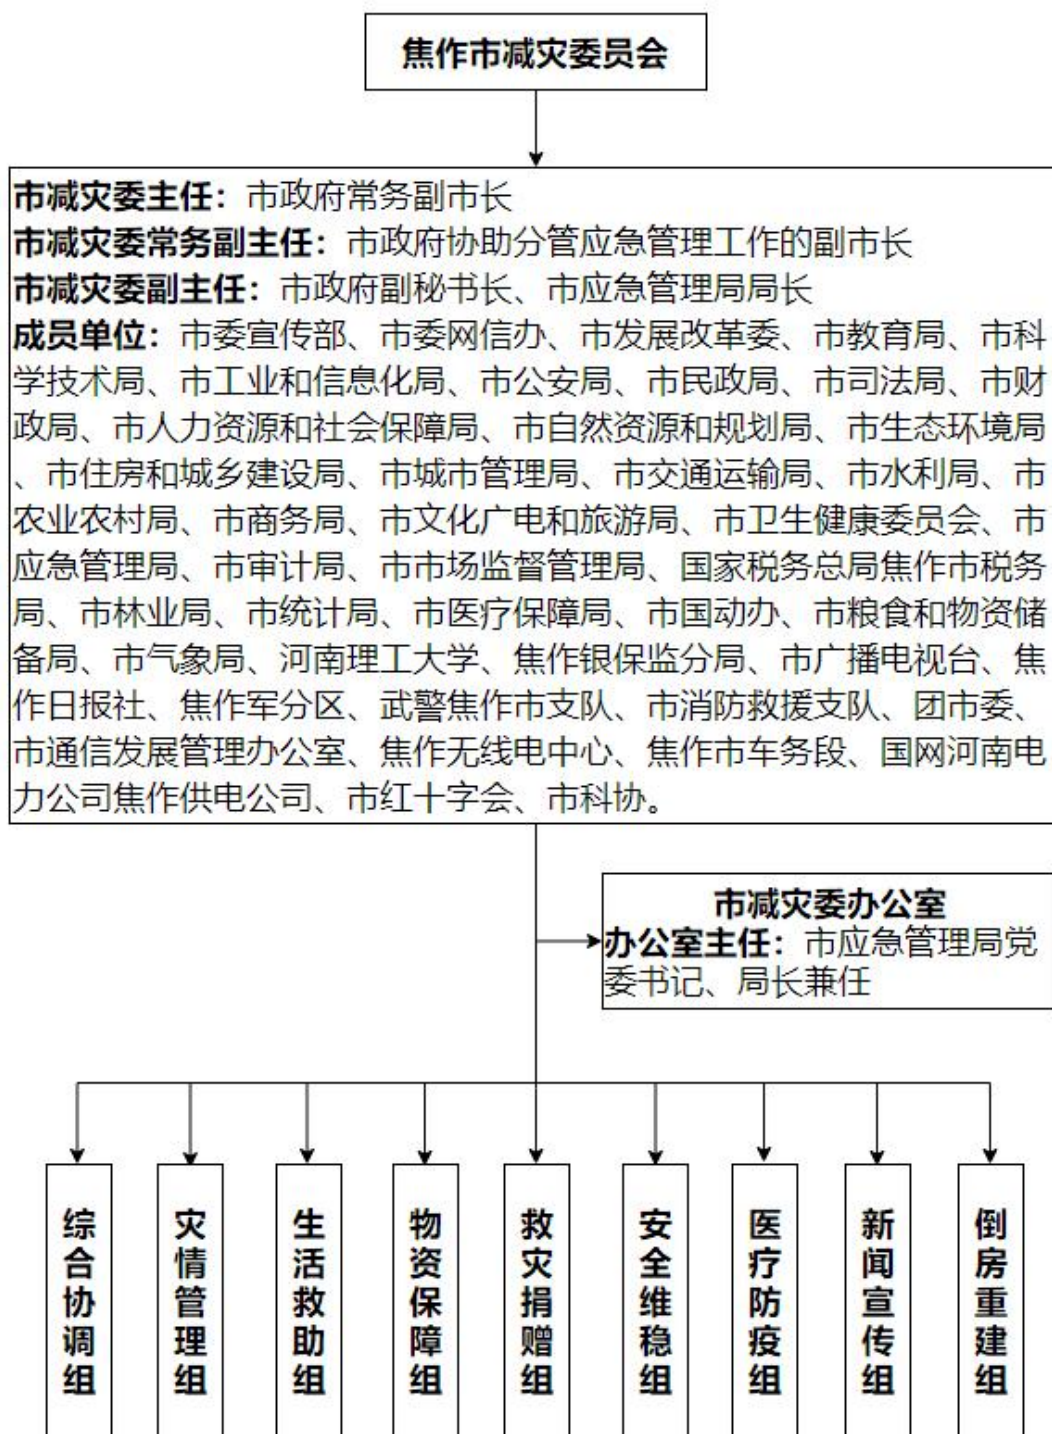 焦作市减灾委员会
市减灾委主任：市政府常务副市长
市减灾委常务副主任：市政府协助分管应急管理工作的副市长
市减灾委副主任：市政府副秘书长、市应急管理局局长
成员单位：市委宣传部、市委网信办、市发展改革委、市教育局、市科
学技术局、市工业和信息化局、市公安局、市民政局、市司法局、市财
政局、市人力资源和社会保障局、市自然资源和规划局、市生态环境局
、市住房和城乡建设局、市城市管理局、市交通运输局、市水利局、市
农业农村局、市商务局、市文化广电和旅游局、市卫生健康委员会、市
应急管理局、市审计局、市市场监督管理局、国家税务总局焦作市税务
局、市林业局、市统计局、市医疗保障局、市国动办、市粮食和物资储
备局、市气象局、河南理工大学、焦作银保监分局、市广播电视台、焦
作日报社、焦作军分区、武警焦作市支队、市消防救援支队、团市委、
市通信发展管理办公室、焦作无线电中心、焦作市车务段、国网河南电
力公司焦作供电公司、市红十字会、市科协。
市减灾委办公室
办公室主任：市应急管理局党
委书记、局长兼任
综合协调组
灾情管理组
生活救助组
物资保障组
救灾捐赠组
安全维稳组
医疗防疫组
新闻宣传组
倒房重建组